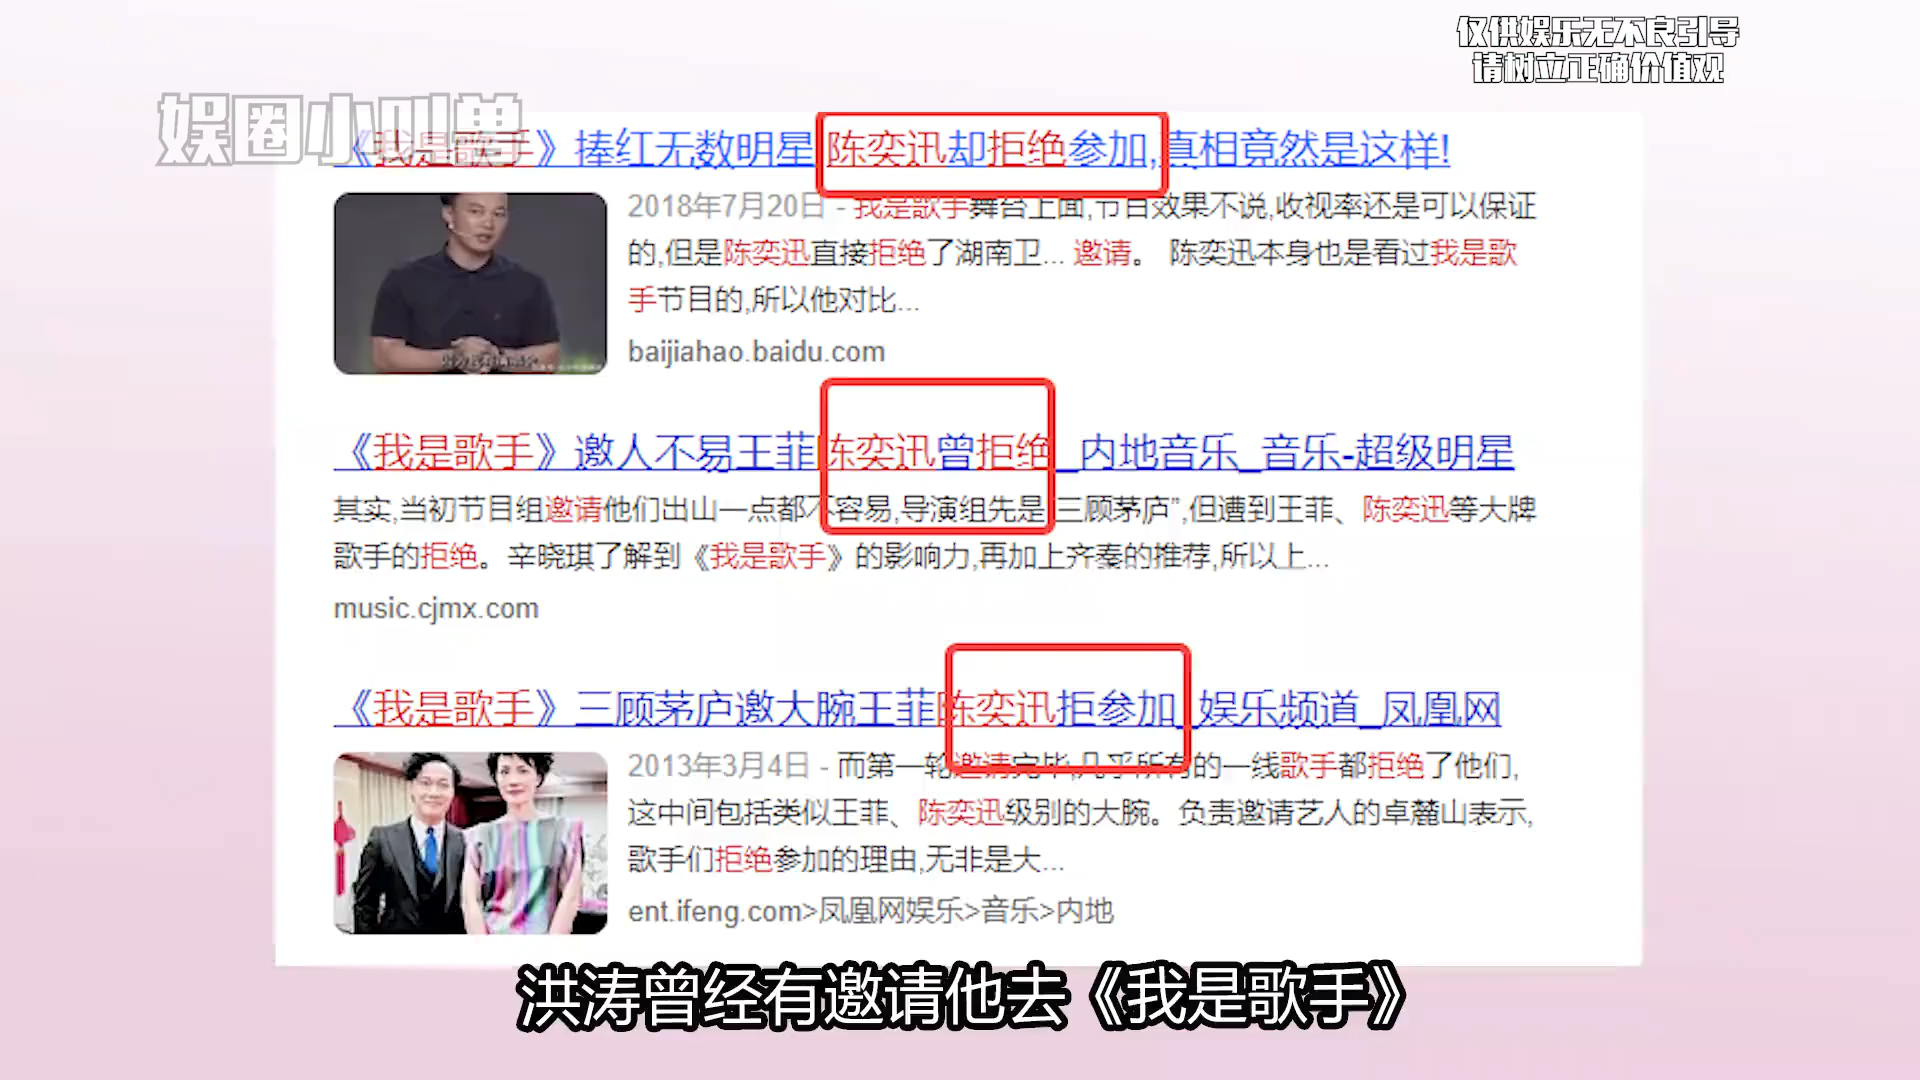 仅供娱乐无不良引导
请树立正确价值观
娱圈小叫兽
《我是歌手》捧红无数明星,陈奕迅却拒绝参加,真相竟然是这样!
2018年7月20日 - 我是歌手舞台上面,节目效果不说,收视率还是可以保证
的,但是陈奕迅直接拒绝了湖南卫... 邀请。 陈奕迅本身也是看过我是歌
手节目的,所以他对比...
baijiahao.baidu.com
《我是歌手》邀人不易王菲陈奕迅曾拒绝_内地音乐_音乐-超级明星
其实,当初节目组邀请他们出山一点都不容易,导演组先是“三顾茅庐”,但遭到王菲、陈奕迅等大牌
歌手的拒绝。辛晓琪了解到《我是歌手》的影响力,再加上齐秦的推荐,所以上...
music.cjmx.com
《我是歌手》三顾茅庐邀大腕王菲陈奕迅拒参加_娱乐频道_凤凰网
2013年3月4日 - 而第一轮邀请完毕,几乎所有的一线歌手都拒绝了他们,
这中间包括类似王菲、陈奕迅级别的大腕。负责邀请艺人的卓麓山表示,
歌手们拒绝参加的理由,无非是大...
ent.ifeng.com>凤凰网娱乐>音乐>内地
洪涛曾经有邀请他去《我是歌手》